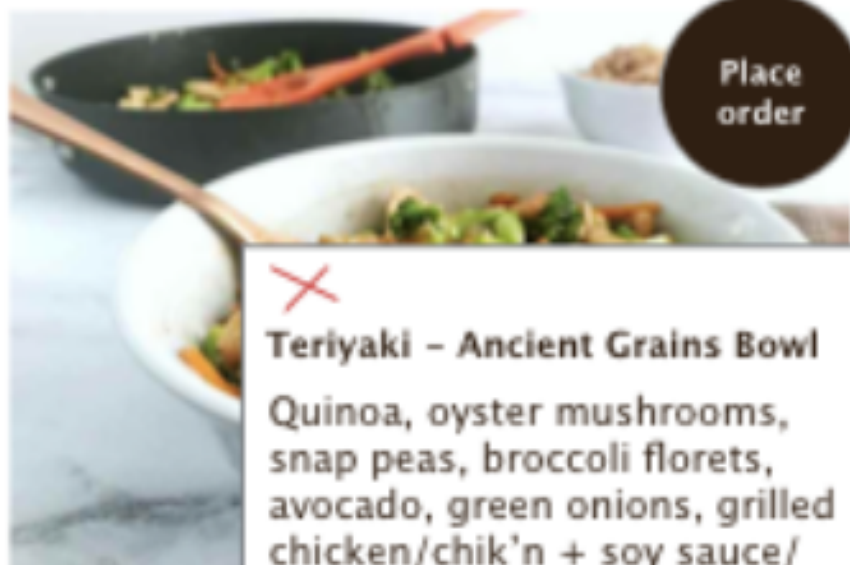 Place
order
Teriyaki – Ancient Grains Bowl
Quinoa, oyster mushrooms,
snap peas, broccoli florets,
avocado, green onions, grilled
chicken/chik'n + soy sauce/